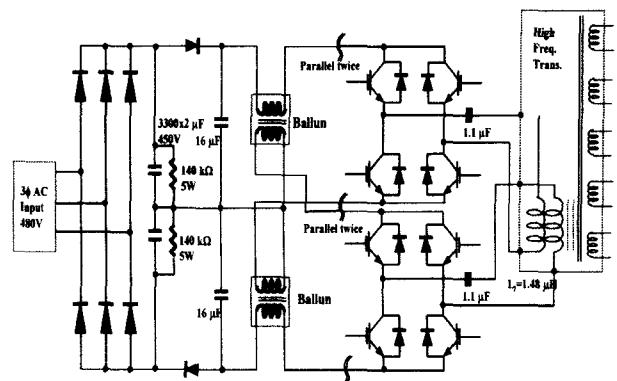 High
Freq.
Trans.
Parallel twice
3300x2 μF
450V
16 μF
Ballun
1.1 μF
140 kΩ
5W
3ϕ AC
Input
480V
Parallel twice
140 kΩ
5W
16 μF
Ballun
1.1 μF
L₇=1.48 μH